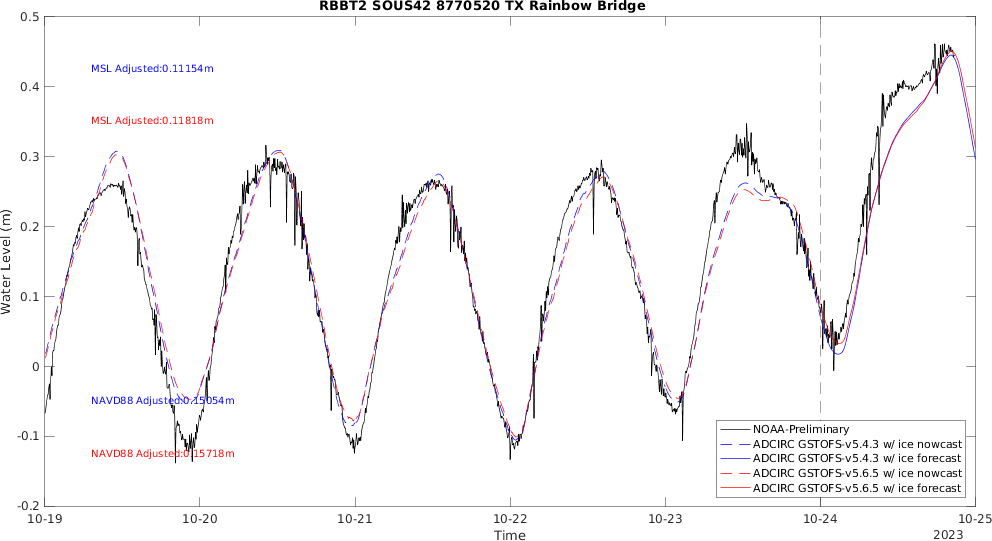 RBBT2 SOUS42 8770520 TX Rainbow Bridge
0.5
MSL Adjusted:0.11154m
0.4
MSL Adjusted:0.11818m
0.3
0.2
Water Level (m)
0.1
0
NAVD88 Adjusted:0.15054m
-0.1
NAVD88 Adjusted:0.15718m
-0.2
NOAA-Preliminary
ADCIRC GSTOFS-v5.4.3 w/ ice nowcast
ADCIRC GSTOFS-v5.4.3 w/ ice forecast
ADCIRC GSTOFS-v5.6.5 w/ ice nowcast
ADCIRC GSTOFS-v5.6.5 w/ ice forecast
10-19 10-20 10-21 10-22 10-23 10-24 10-25
Time
2023